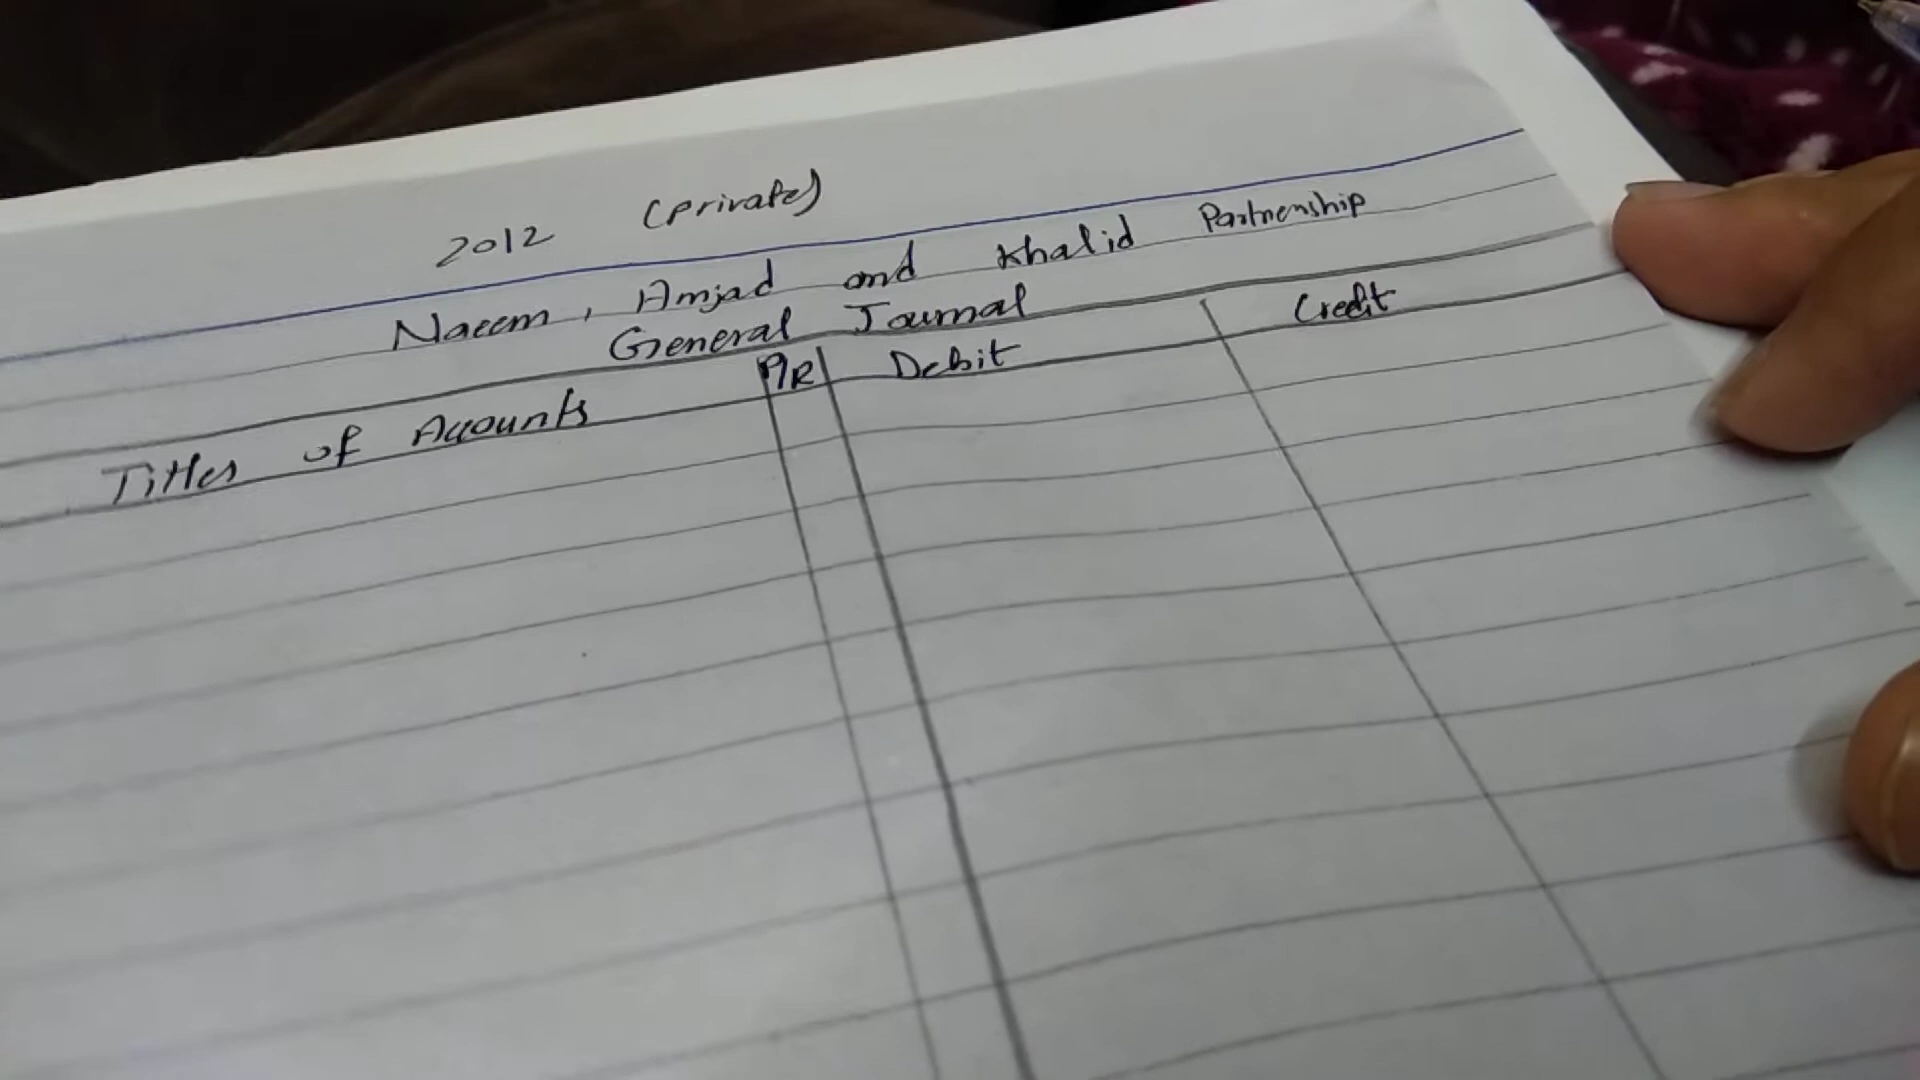 2012 (Private)
Naeem, Amjad and Khalid Partnership
General Journal
Titles of Accounts PR Debit Credit